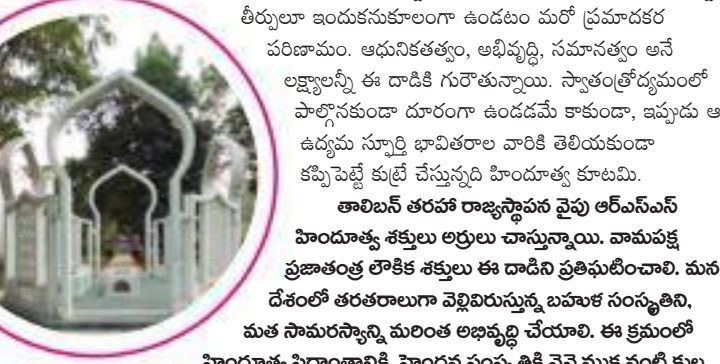 తీర్పులూ ఇందుకనుకూలంగా ఉండటం మరో ప్రమాదకర
పరిణామం. ఆధునికతత్వం, అభివృద్ధి, సమానత్వం అనే
లక్ష్యాలన్నీ ఈ దాడికి గురౌతున్నాయి. స్వాతంత్రోద్యమంలో
పాల్గొనకుండా దూరంగా ఉండడమే కాకుండా, ఇప్పుడు ఆ
ఉద్యమ స్ఫూర్తి భావితరాల వారికి తెలియకుండా
కప్పిపెట్టే కుట్రే చేస్తున్నది హిందూత్వ కూటమి.
తాలిబన్ తరహా రాజ్యస్థాపన వైపు ఆర్ఎస్ఎస్
హిందూత్వ శక్తులు అర్రులు చాస్తున్నాయి. వామపక్ష
ప్రజాతంత్ర లౌకిక శక్తులు ఈ దాడిని ప్రతిఘటించాలి. మన
దేశంలో తరతరాలుగా వెల్లివిరుస్తున్న బహుళ సంస్కృతిని,
మత సామరస్యాన్ని మరింత అభివృద్ధి చేయాలి. ఈ క్రమంలో